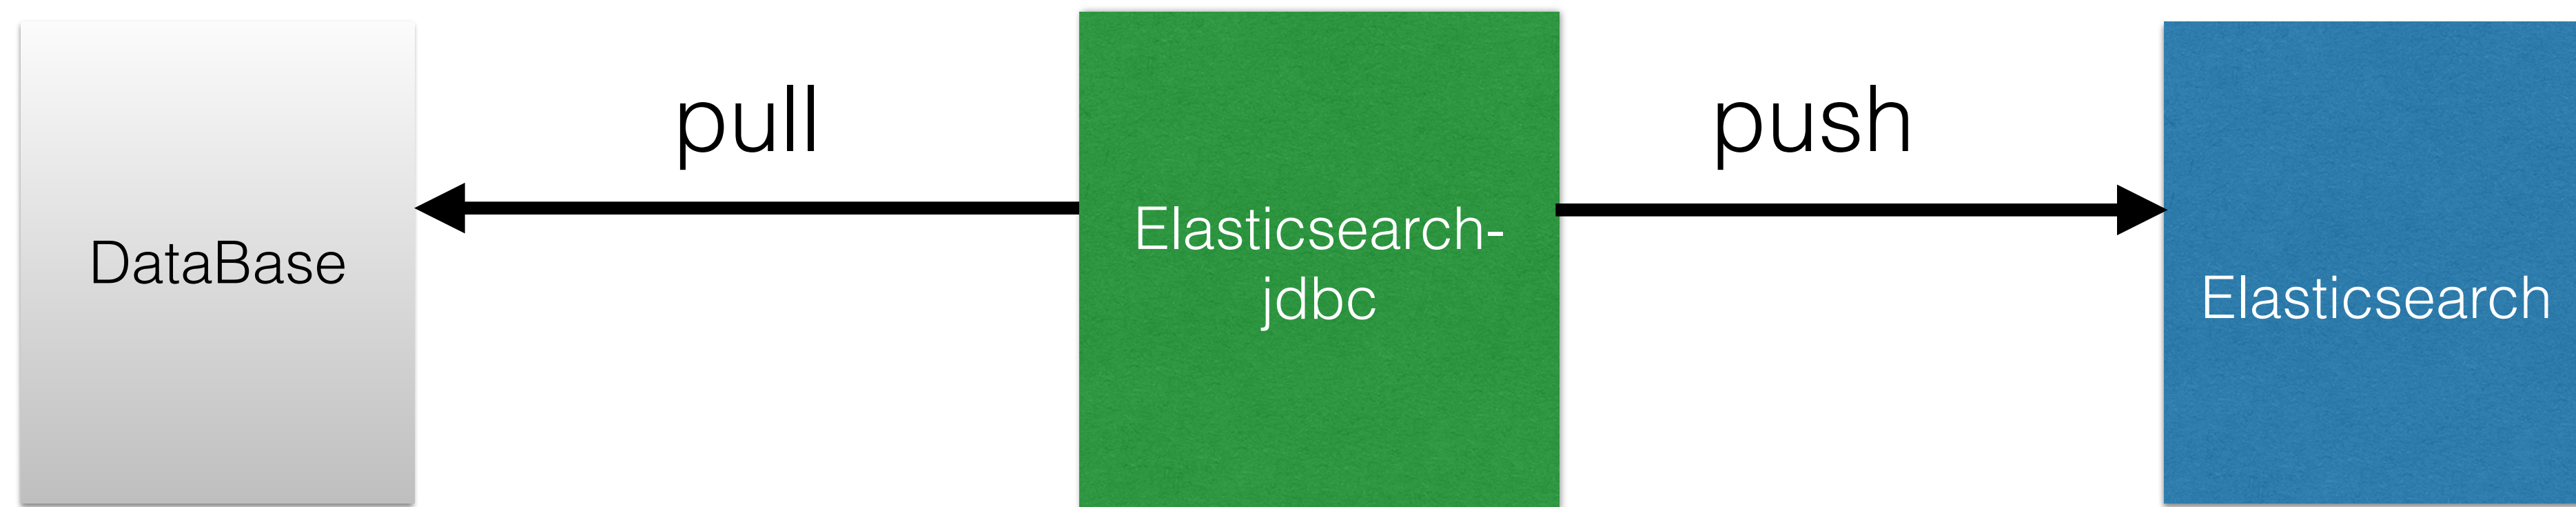 DataBase
pull
Elasticsearch-
jdbc
push
Elasticsearch